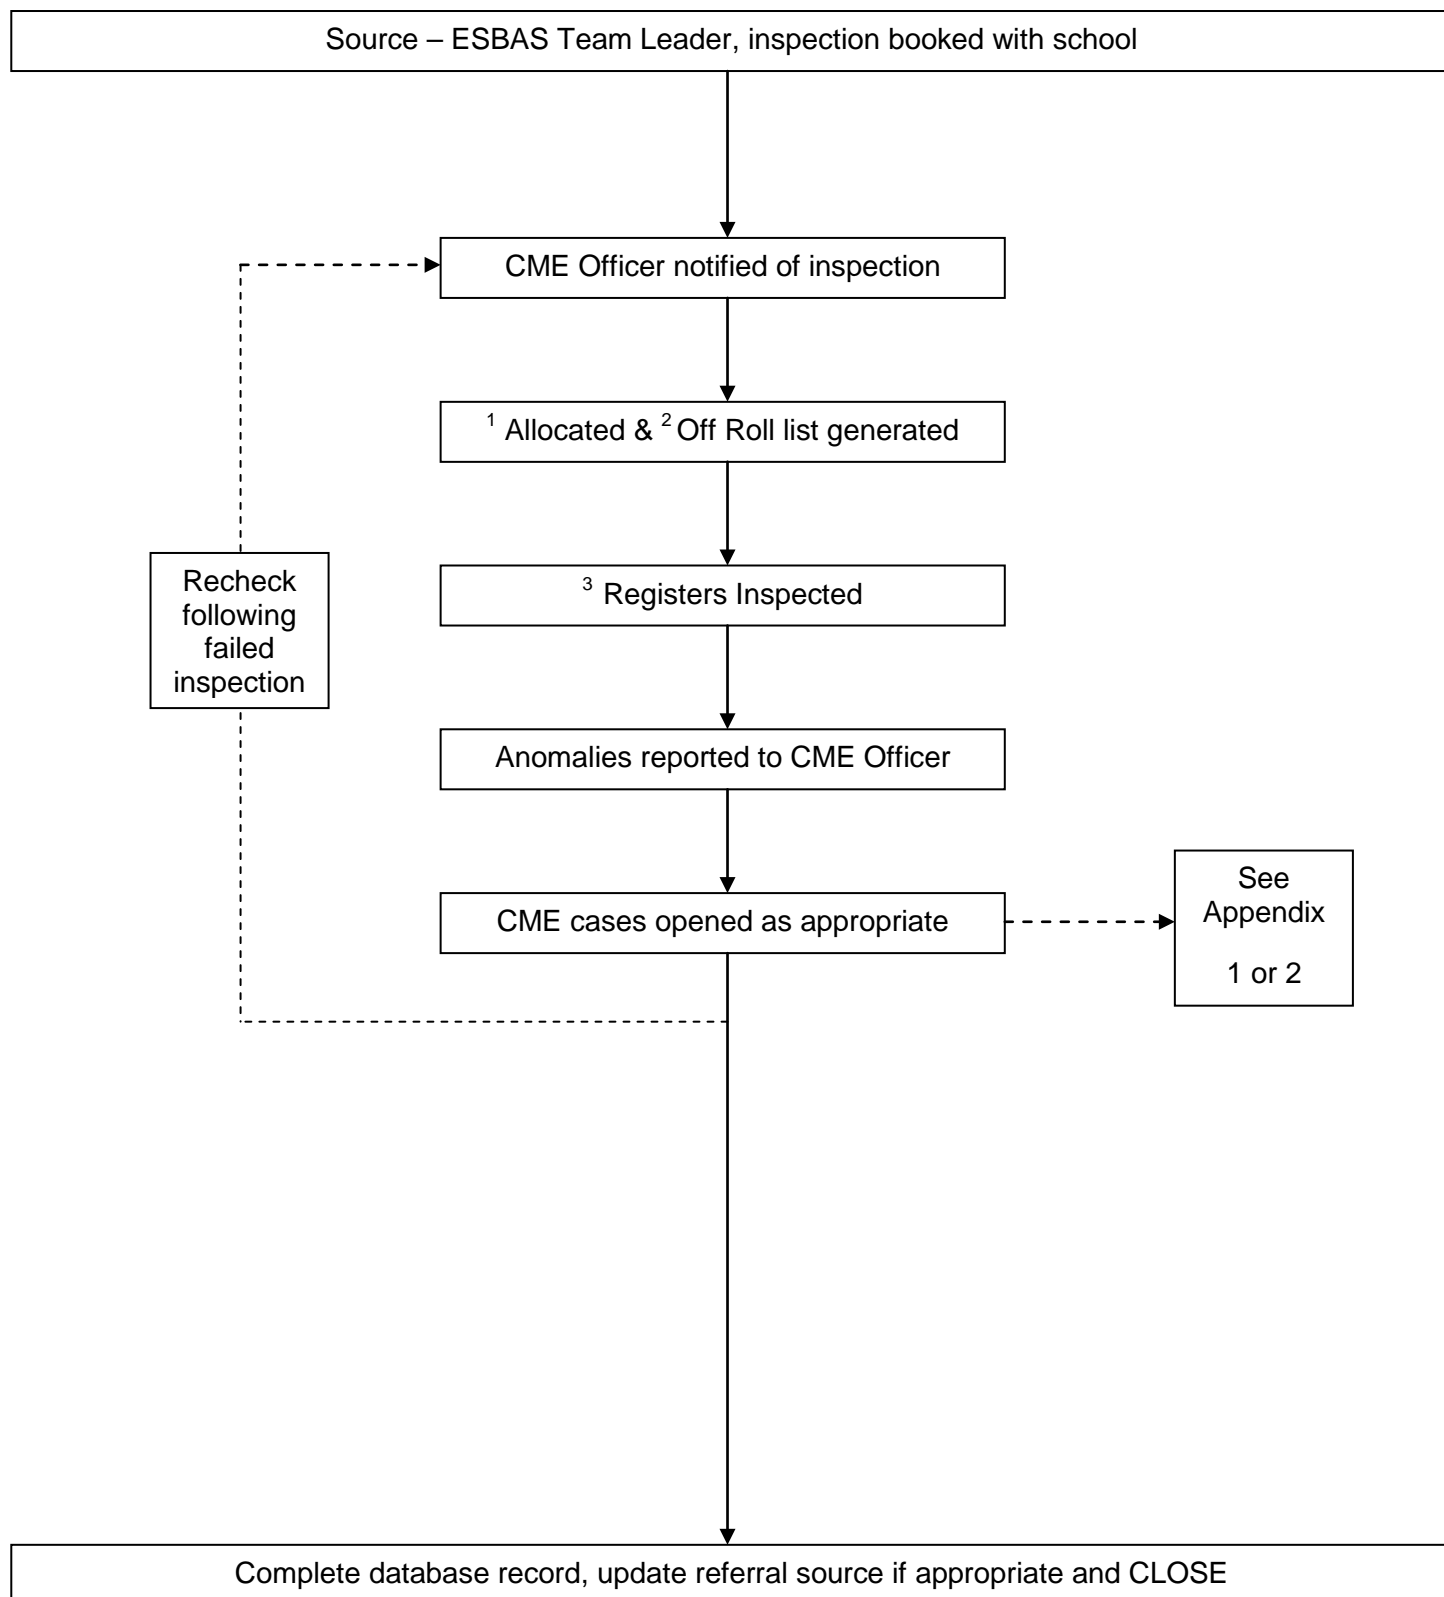 Source – ESBAS Team Leader, inspection booked with school
CME Officer notified of inspection
1 Allocated & 2 Off Roll list generated
Recheck
following
failed
inspection
3 Registers Inspected
Anomalies reported to CME Officer
CME cases opened as appropriate
See
Appendix
1 or 2
Complete database record, update referral source if appropriate and CLOSE